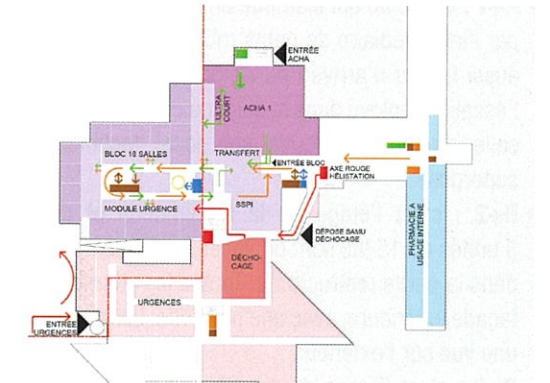 ENTRÉE
ACHA
ACHA 1
ULTRA
COURT
TRANSFERT
BLOC 16 SALLES
ENTRÉE BLOC
AXE ROUGE
HÉLISTATION
MODULE URGENCE
SSPI
DÉPOSE SAMU
DÉCHOCAGE
PHARMACIE A
USAGE INTERNE
DÉCHO-
CAGE
URGENCES
ENTRÉE
URGENCES